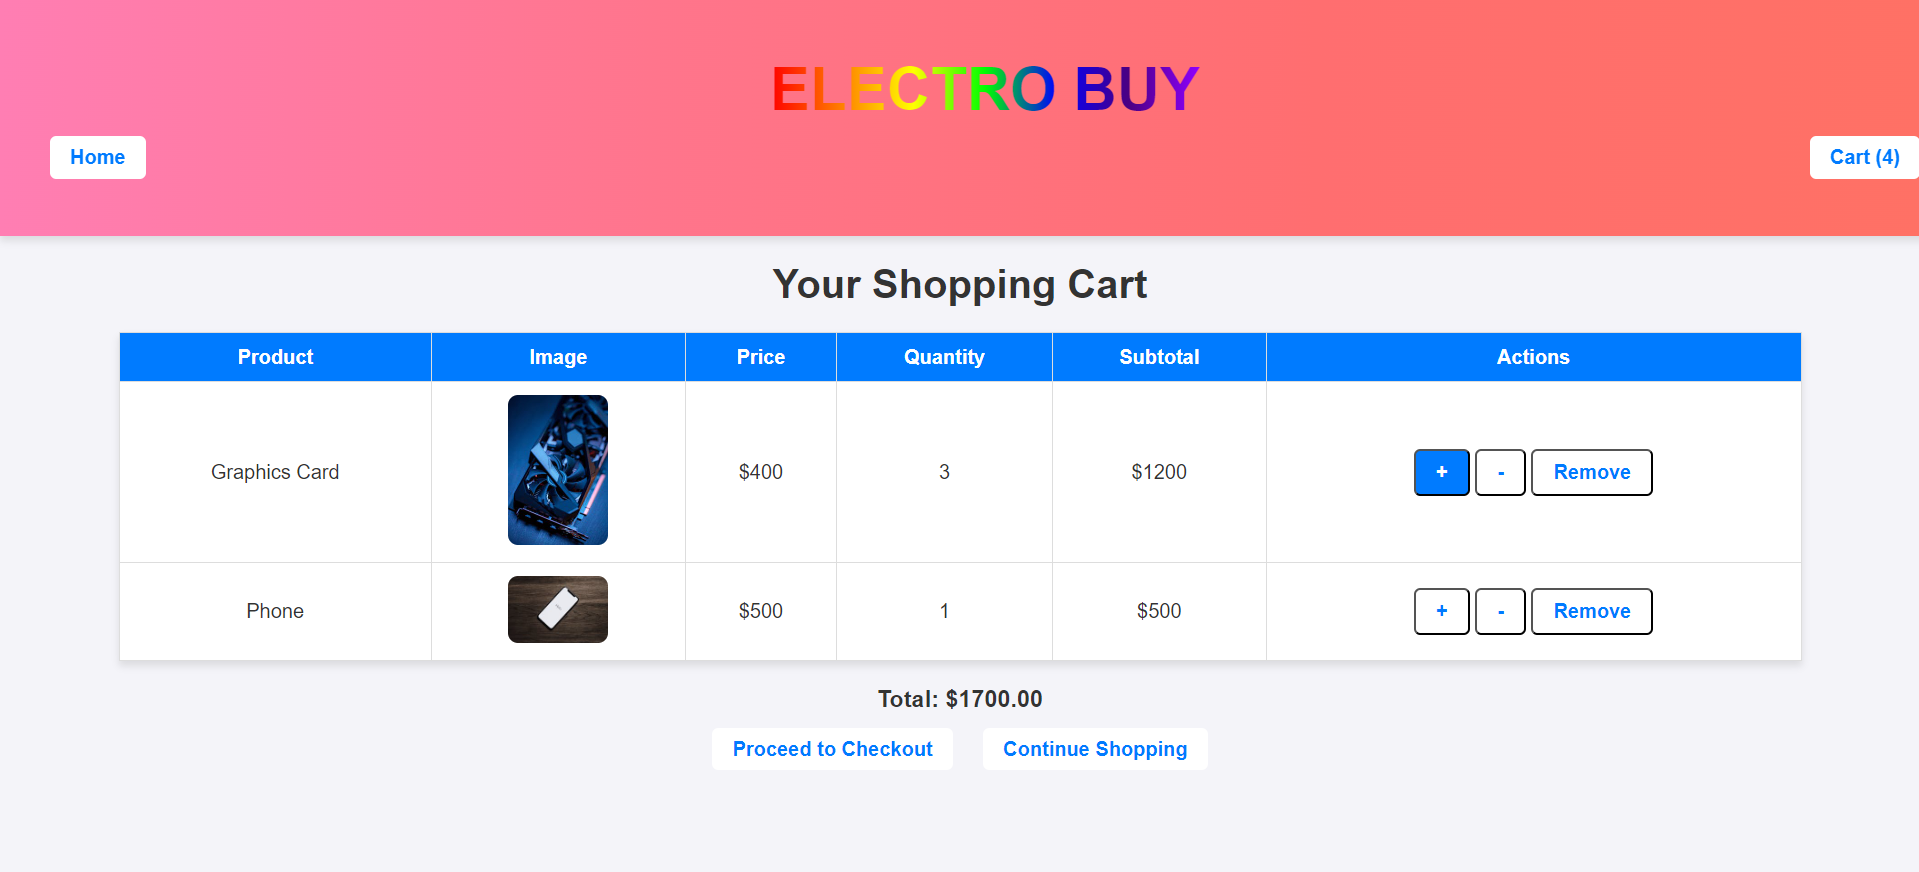 ELECTRO BUY
Home
Cart (4)
Your Shopping Cart
Product Image Price Quantity Subtotal Actions
Graphics Card $400 3 $1200 + - Remove
Phone $500 1 $500 + - Remove
Total: $1700.00
Proceed to Checkout Continue Shopping